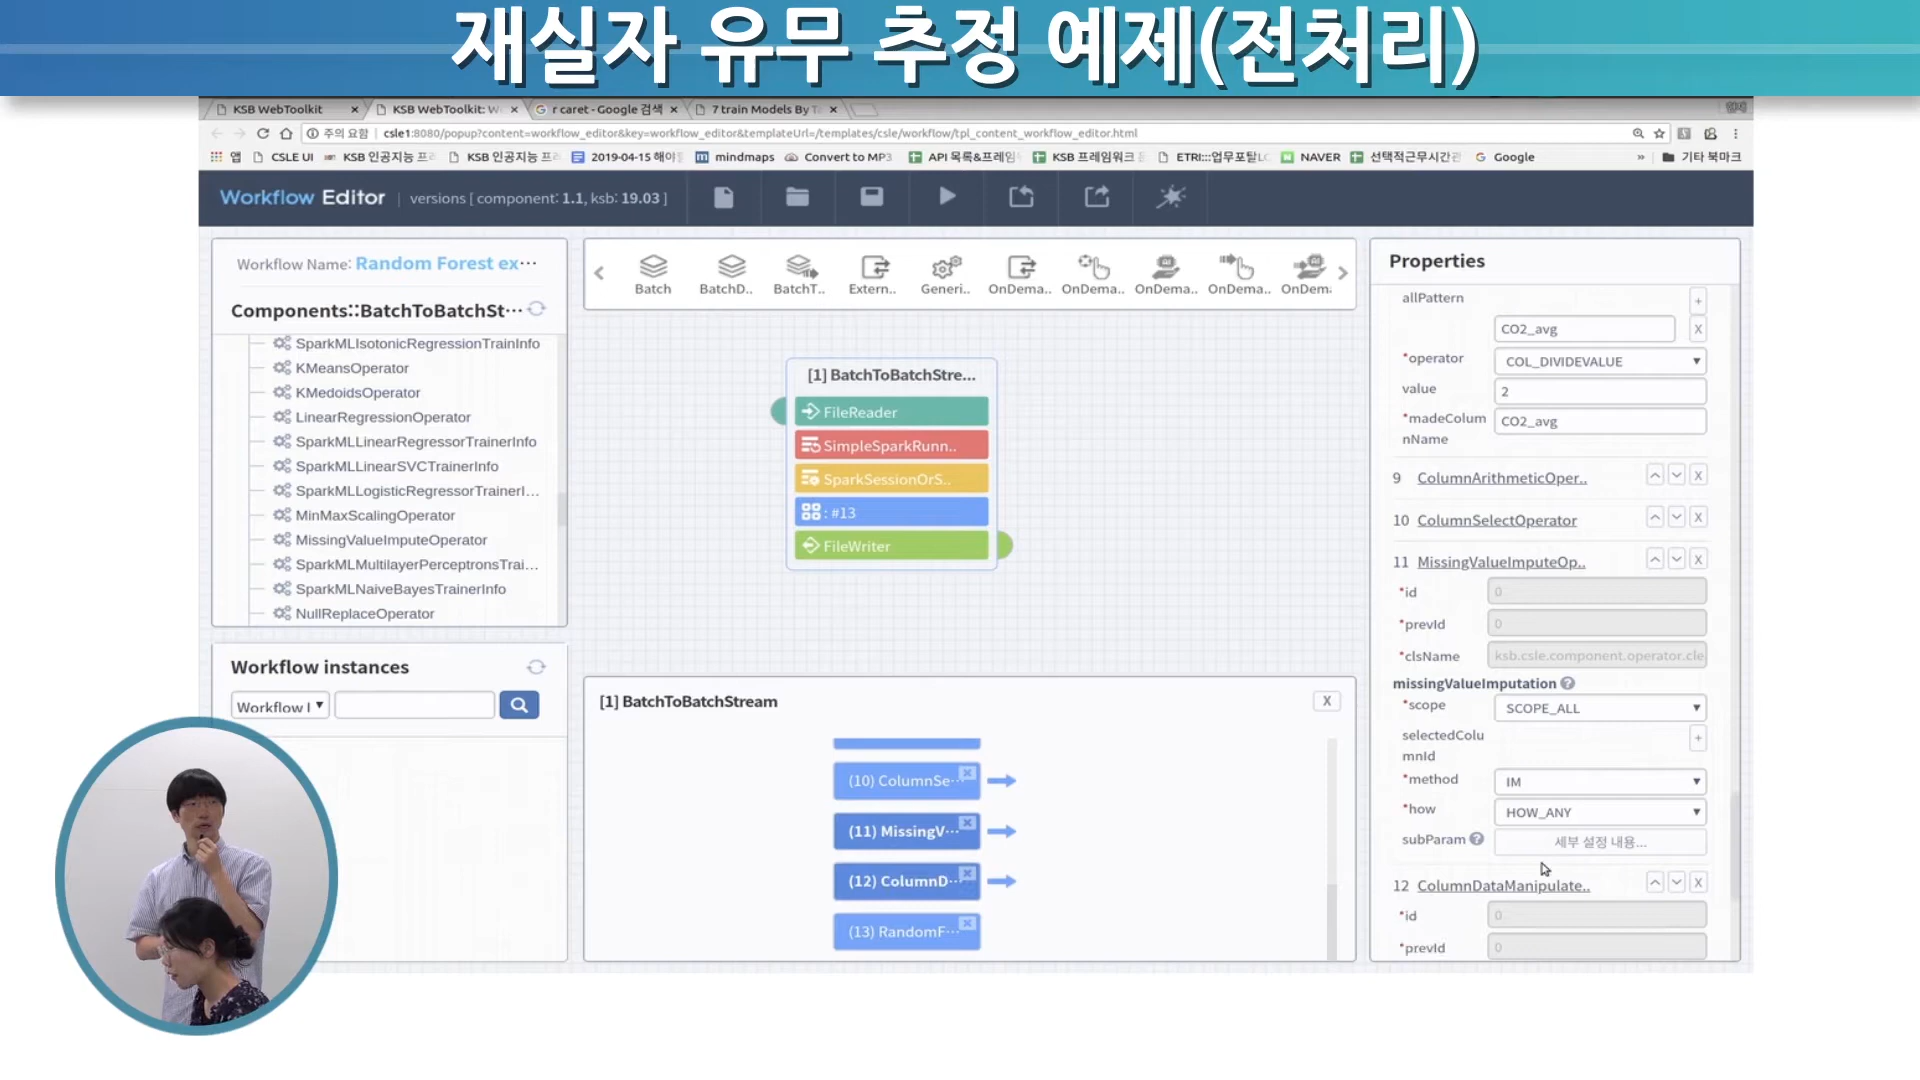 재실자 유무 추정 예제(전처리)
KSB WebToolkit
KSB WebToolkit: W
r caret - Google 검색
7 train Models By T
주의 요함
csle1:8080/popup?content=workflow_editor&key=workflow_editor&templateUrl=/templates/csle/workflow/tpl_content_workflow_editor.html
앱
CSLE UI
KSB 인공지능 프
KSB 인공지능 프
2019-04-15 해이
mindmaps
Convert to MP3
API 목록&프레임
KSB 프레임워크
ETRI:::업무포탈
NAVER
선택적근무시간
Google
»
기타 북마크
Workflow Editor | versions [ component: 1.1, ksb: 19.03 ]
Workflow Name: Random Forest ex···
Components::BatchToBatchSt···
SparkMLIsotonicRegressionTrainInfo
KMeansOperator
KMedoidsOperator
LinearRegressionOperator
SparkMLLinearRegressorTrainerInfo
SparkMLLinearSVCTrainerInfo
SparkMLLogisticRegressorTrainerI...
MinMaxScalingOperator
MissingValueImputeOperator
SparkMLMultilayerPerceptronsTrai...
SparkMLNaiveBayesTrainerInfo
NullReplaceOperator
Workflow instances
Workflow I
Batch
BatchD..
BatchT..
Extern..
Generi..
OnDema..
OnDema..
OnDema..
OnDema..
OnDema
[1] BatchToBatchStre...
FileReader
SimpleSparkRunn..
SparkSessionOrS..
: #13
FileWriter
[1] BatchToBatchStream
X
(10) ColumnSe···
(11) MissingV···
(12) ColumnD···
(13) RandomF···
Properties
allPattern
+
CO2_avg
X
*operator
COL_DIVIDEVALUE
value
2
*madeColum
nName
CO2_avg
9 ColumnArithmeticOper..
X
10 ColumnSelectOperator
X
11 MissingValueImputeOp..
X
*id
0
*prevId
0
*clsName
ksb.csle.component.operator.cle
missingValueImputation
*scope
SCOPE_ALL
selectedColu
mnId
+
*method
IM
*how
HOW_ANY
subParam
세부 설정 내용...
12 ColumnDataManipulate..
X
*id
0
*prevId
0